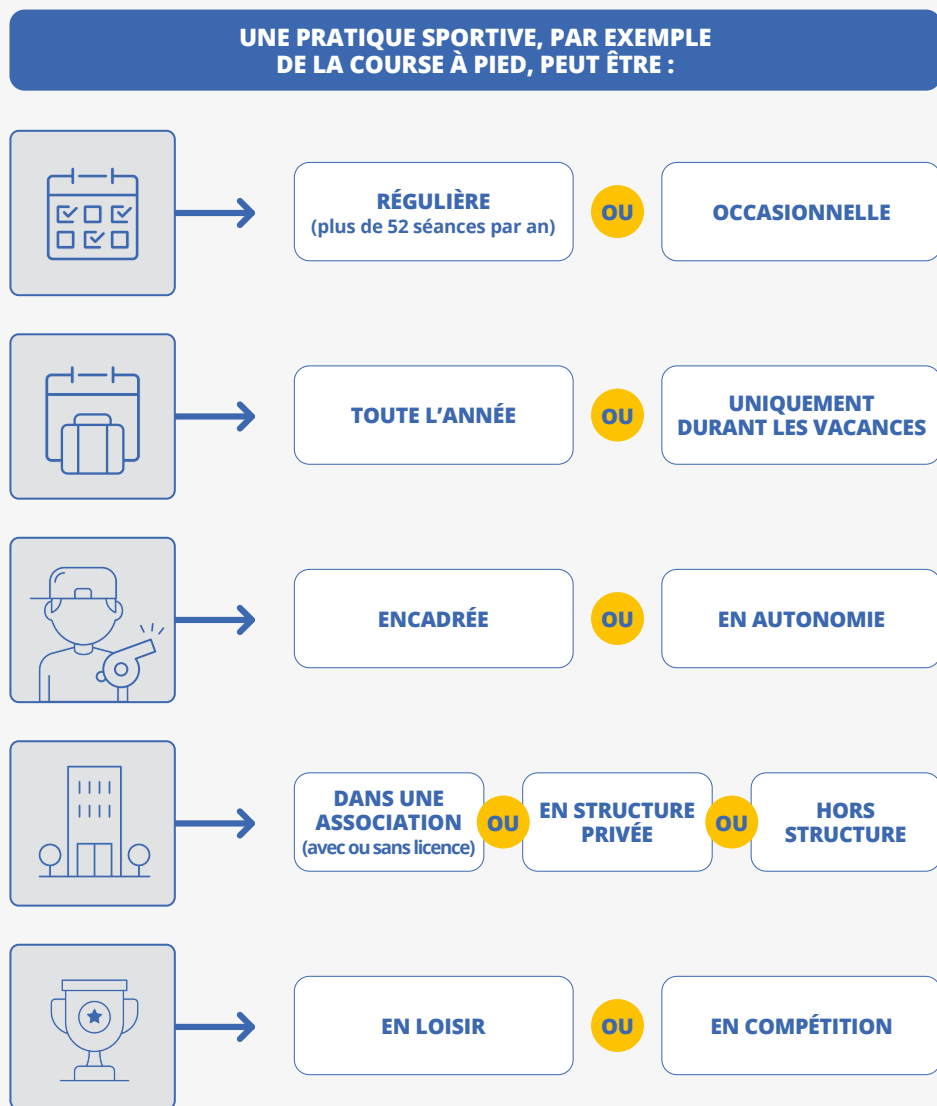 UNE PRATIQUE SPORTIVE, PAR EXEMPLE
DE LA COURSE À PIED, PEUT ÊTRE :
RÉGULIÈRE
(plus de 52 séances par an)
OU
OCCASIONNELLE
TOUTE L’ANNÉE
OU
UNIQUEMENT
DURANT LES VACANCES
ENCADRÉE
OU
EN AUTONOMIE
DANS UNE
ASSOCIATION
(avec ou sans licence)
OU
EN STRUCTURE
PRIVÉE
OU
HORS
STRUCTURE
EN LOISIR
OU
EN COMPÉTITION